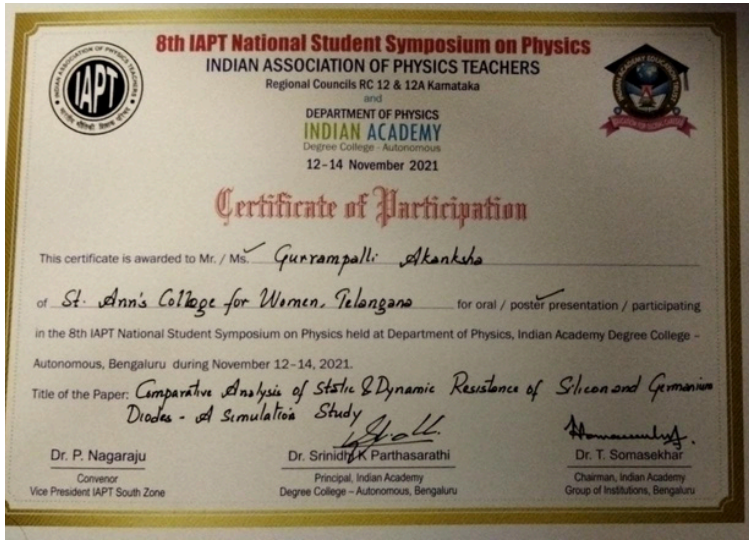 8th IAPT National Student Symposium on Physics
INDIAN ASSOCIATION OF PHYSICS TEACHERS
IAPT
Regional Councils RC 12 & 12A Karnataka
and
DEPARTMENT OF PHYSICS
INDIAN ACADEMY
Degree College - Autonomous
12-14 November 2021
Certificate of Participation
This certificate is awarded to Mr. / Ms. Gurrampalli Akanksha
of St. Ann's College for Women, Telangana for oral / poster presentation / participating
in the 8th IAPT National Student Symposium on Physics held at Department of Physics, Indian Academy Degree College –
Autonomous, Bengaluru during November 12-14, 2021.
Title of the Paper: Comparative Analysis of Static & Dynamic Resistance of Silicon and Germanium
Diodes - A Simulation Study
Dr. P. Nagaraju
Dr. Srinidhi K Parthasarathi
Dr. T. Somasekhar
Convenor
Principal, Indian Academy
Chairman, Indian Academy
Vice President IAPT South Zone
Degree College – Autonomous, Bengaluru
Group of Institutions, Bengaluru